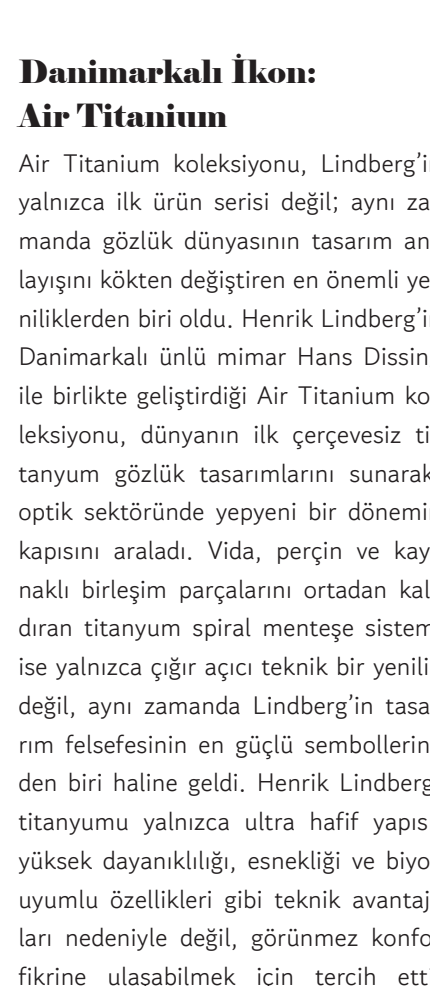 Danimarkalı İkon:
Air Titanium
Air Titanium koleksiyonu, Lindberg’in
yalnızca ilk ürün serisi değil; aynı za
manda gözlük dünyasının tasarım an
layışını kökten değiştiren en önemli ye
niliklerden biri oldu. Henrik Lindberg’in
Danimarkalı ünlü mimar Hans Dissin
ile birlikte geliştirdiği Air Titanium ko
leksiyonu, dünyanın ilk çerçevesiz ti
tanyum gözlük tasarımlarını sunarak
optik sektöründe yepyeni bir dönemin
kapısını araladı. Vida, perçin ve kay
naklı birleşim parçalarını ortadan kal
dıran titanyum spiral menteşe sistem
ise yalnızca çığır açıcı teknik bir yenili
değil, aynı zamanda Lindberg’in tasa
rım felsefesinin en güçlü sembollerin
den biri haline geldi. Henrik Lindberg
titanyumu yalnızca ultra hafif yapıs
yüksek dayanıklılığı, esnekliği ve biyo
uyumlu özellikleri gibi teknik avantaj
ları nedeniyle değil, görünmez konfo
fikrine ulaşabilmek için tercih etti